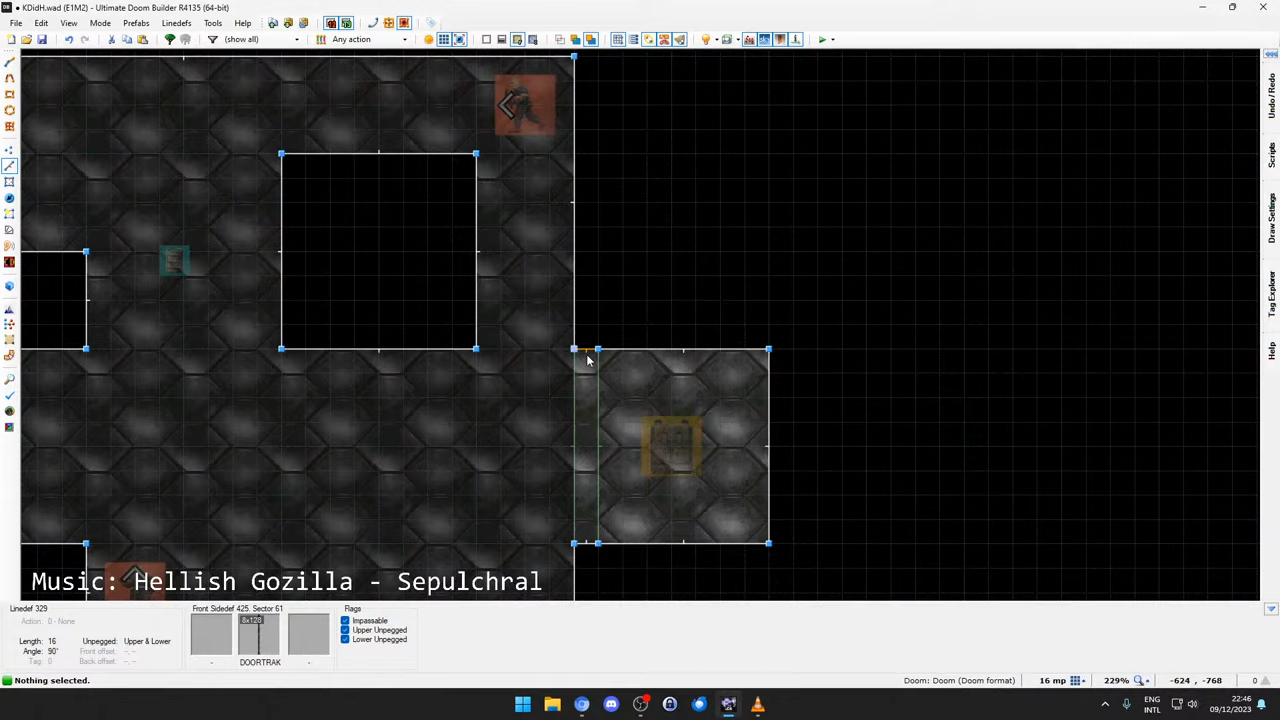 KDidH.wad (E1M2) - Ultimate Doom Builder R4135 (64-bit)
File Edit View Mode Prefabs Linedefs Tools Help
(show all) Any action
Undo / Redo
Scripts
Draw Settings
Tag Explorer
Help
Music: Hellish Gozilla - Sepulchral
Linedef 329
Action: 0 - None
Length: 16 Unpegged: Upper & Lower
Angle: 90° Front offset: --, --
Tag: 0 Back offset: --, --
Front Sidedef 425. Sector 61
8x128
- DOORTRAK -
Flags
Impassable
Upper Unpegged
Lower Unpegged
Nothing selected.
Doom: Doom (Doom format) 16 mp 229% -624 , -768 0
ENG
INTL
22:46
09/12/2023